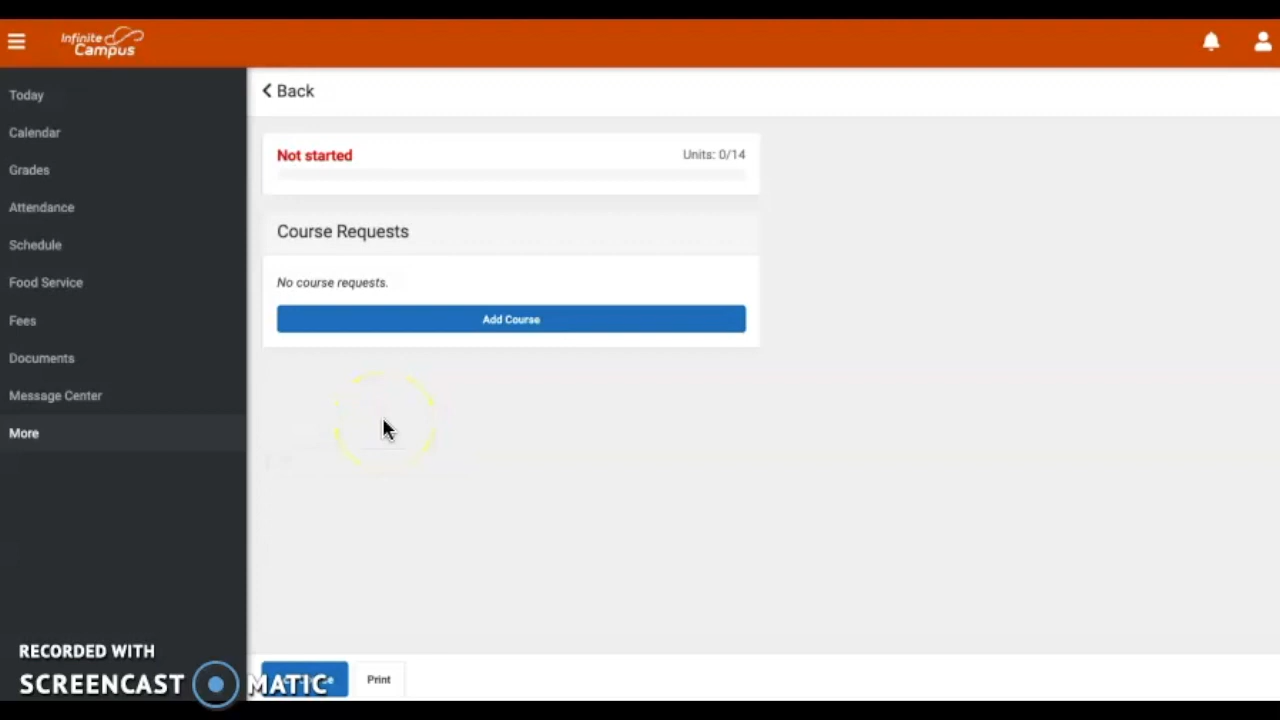 Infinite
Campus
Today
Calendar
Grades
Attendance
Schedule
Food Service
Fees
Documents
Message Center
More
Back
Not started
Units: 0/14
Course Requests
No course requests.
Add Course
Print
RECORDED WITH
SCREENCAST MATIC